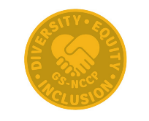 DIVERSITY • EQUITY
• INCLUSION •
GS-NCCP